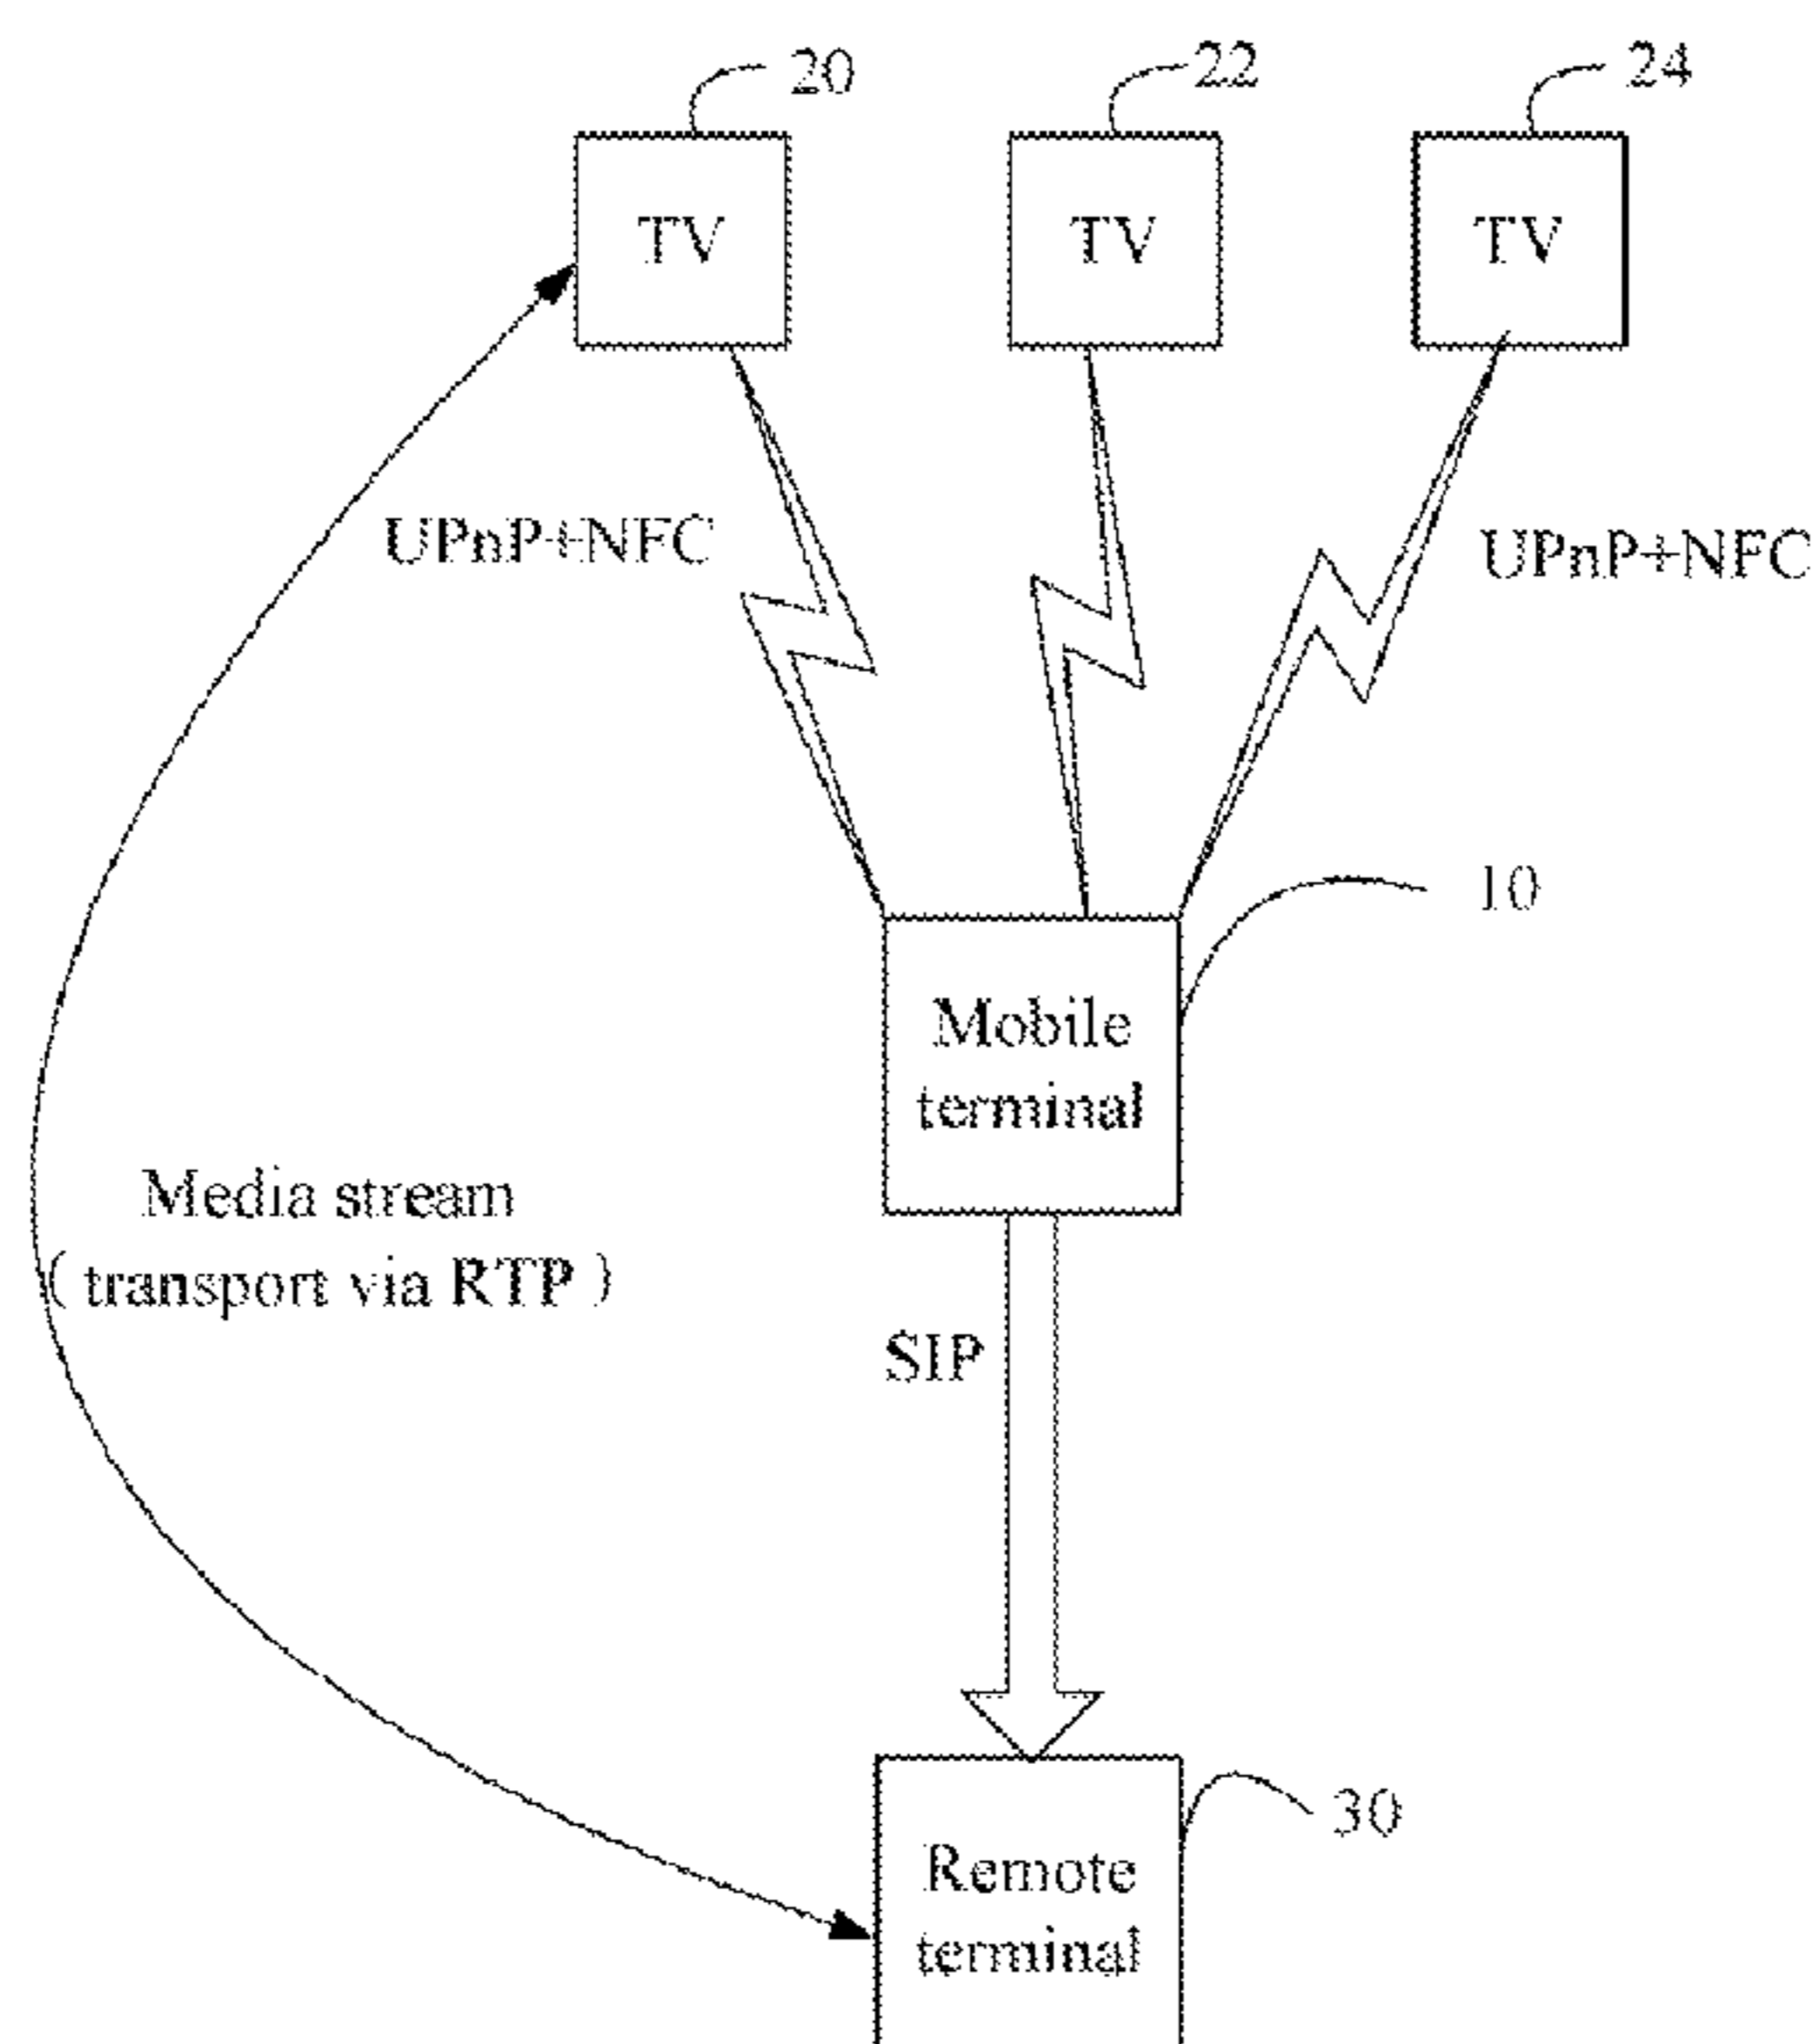 20
22
24
TV
TV
TV
UPnP+NFC
UPnP+NFC
10
Mobile
terminal
Media stream
( transport via RTP )
SIP
30
Remote
terminal